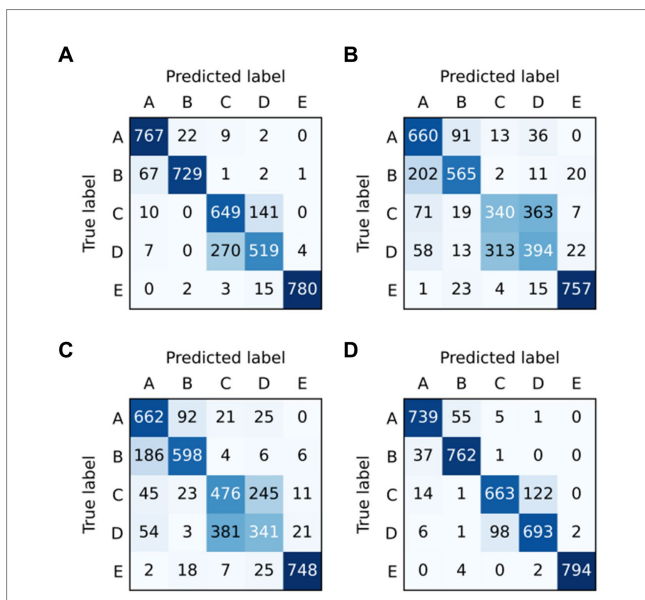 A
Predicted label
A B C D E
True label
A 767 22 9 2 0
B 67 729 1 2 1
C 10 0 649 141 0
D 7 0 270 519 4
E 0 2 3 15 780
B
Predicted label
A B C D E
True label
A 660 91 13 36 0
B 202 565 2 11 20
C 71 19 340 363 7
D 58 13 313 394 22
E 1 23 4 15 757
C
Predicted label
A B C D E
True label
A 662 92 21 25 0
B 186 598 4 6 6
C 45 23 476 245 11
D 54 3 381 341 21
E 2 18 7 25 748
D
Predicted label
A B C D E
True label
A 739 55 5 1 0
B 37 762 1 0 0
C 14 1 663 122 0
D 6 1 98 693 2
E 0 4 0 2 794